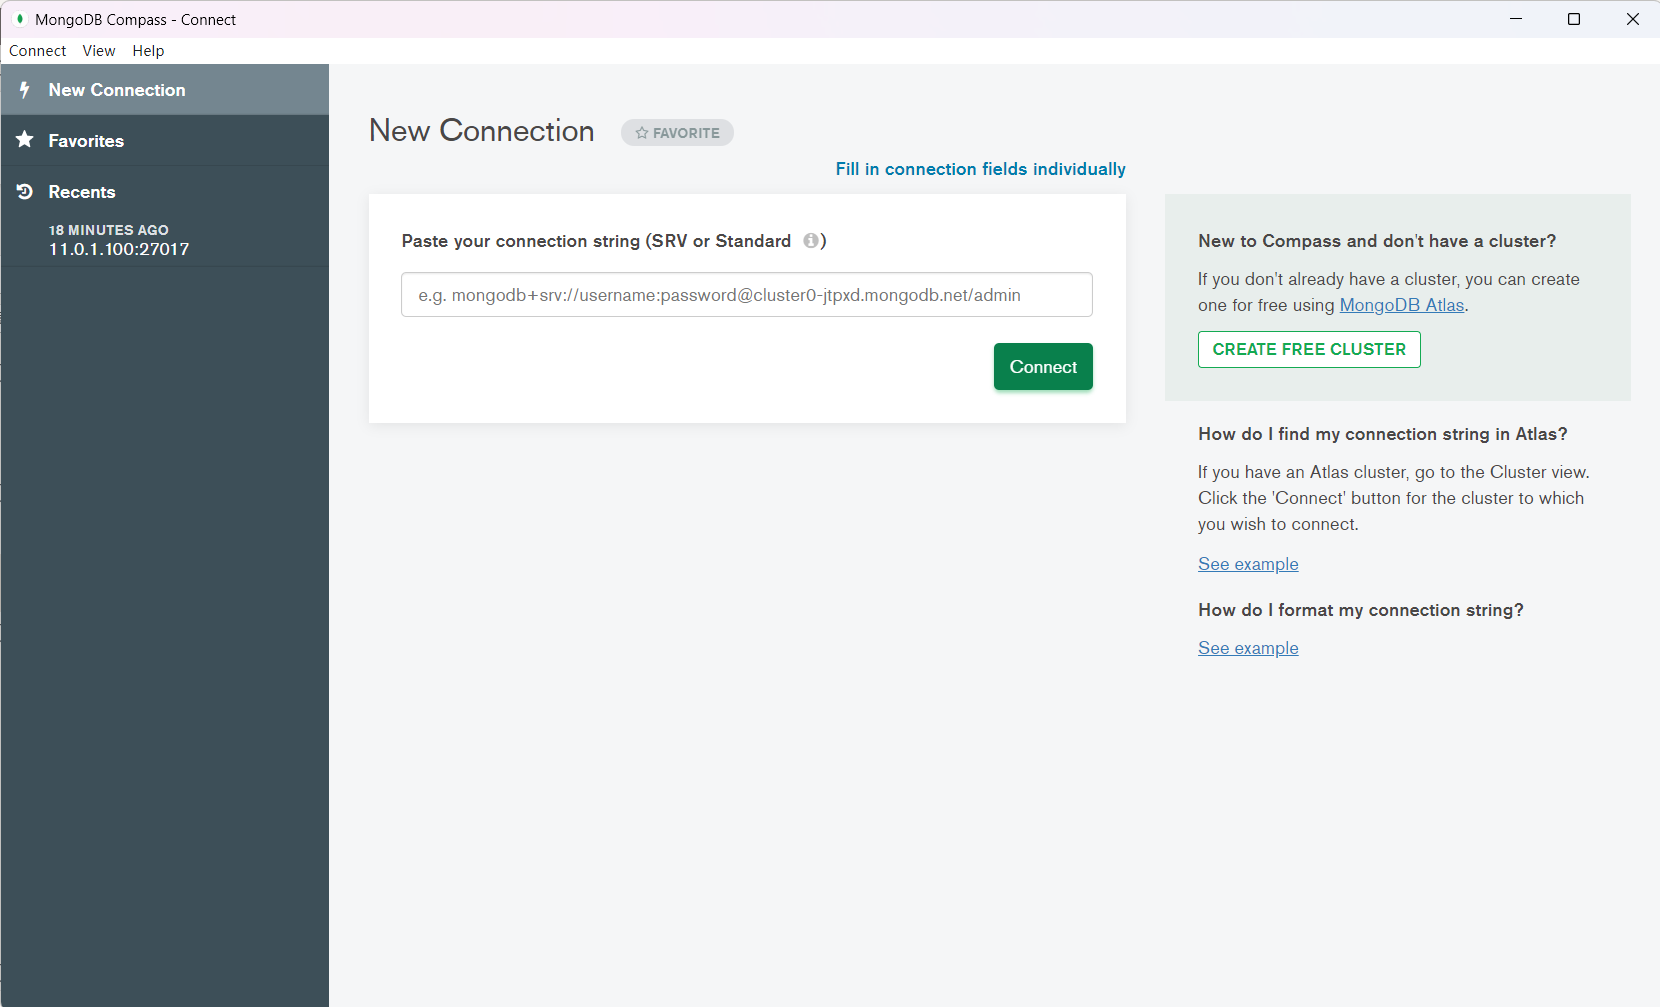 MongoDB Compass - Connect
Connect View Help
New Connection
Favorites
Recents
18 MINUTES AGO
11.0.1.100:27017
New Connection
FAVORITE
Fill in connection fields individually
Paste your connection string (SRV or Standard )
e.g. mongodb+srv://username:password@cluster0-jtpxd.mongodb.net/admin
Connect
New to Compass and don't have a cluster?
If you don't already have a cluster, you can create
one for free using MongoDB Atlas.
CREATE FREE CLUSTER
How do I find my connection string in Atlas?
If you have an Atlas cluster, go to the Cluster view.
Click the 'Connect' button for the cluster to which
you wish to connect.
See example
How do I format my connection string?
See example